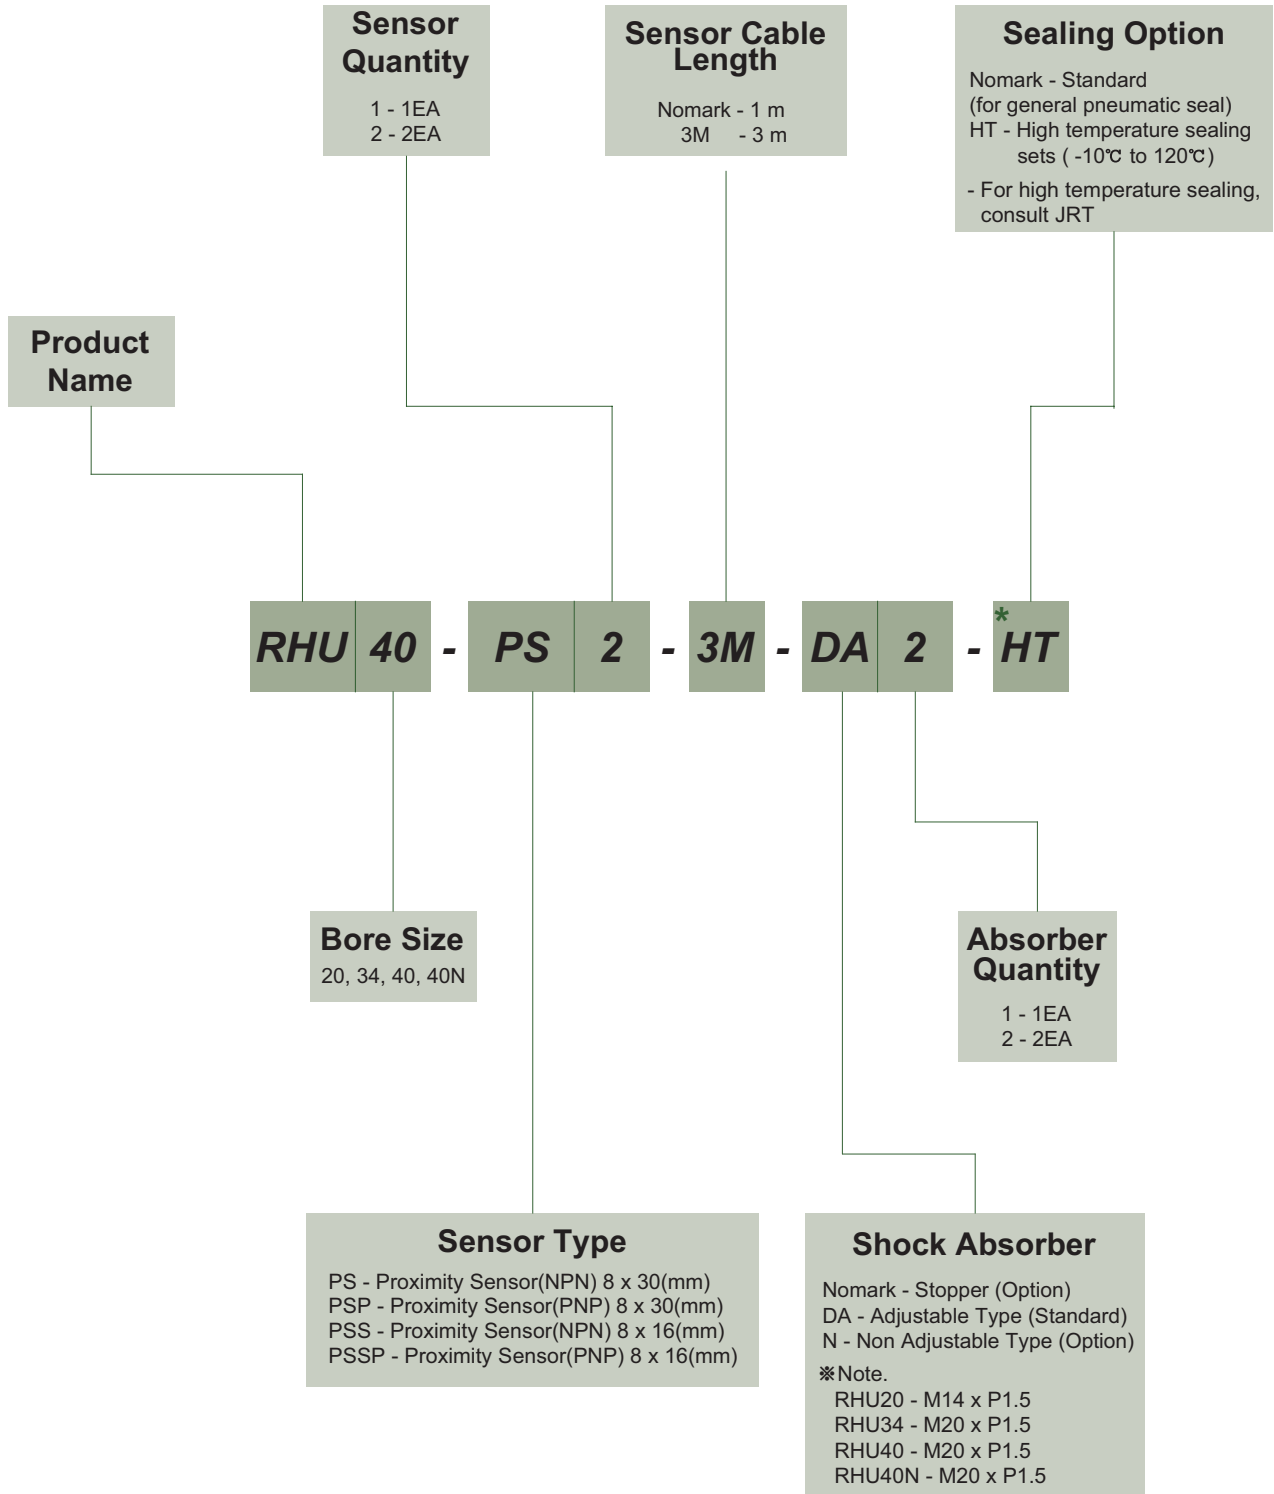 Sensor
Quantity
1 - 1EA
2 - 2EA
Sensor Cable
Length
Nomark - 1 m
3M - 3 m
Sealing Option
Nomark - Standard
(for general pneumatic seal)
HT - High temperature sealing
sets ( -10℃ to 120℃)
- For high temperature sealing,
consult JRT
Product
Name
RHU 40 - PS 2 - 3M - DA 2 - *HT
Bore Size
20, 34, 40, 40N
Absorber
Quantity
1 - 1EA
2 - 2EA
Sensor Type
PS - Proximity Sensor(NPN) 8 x 30(mm)
PSP - Proximity Sensor(PNP) 8 x 30(mm)
PSS - Proximity Sensor(NPN) 8 x 16(mm)
PSSP - Proximity Sensor(PNP) 8 x 16(mm)
Shock Absorber
Nomark - Stopper (Option)
DA - Adjustable Type (Standard)
N - Non Adjustable Type (Option)
※Note.
RHU20 - M14 x P1.5
RHU34 - M20 x P1.5
RHU40 - M20 x P1.5
RHU40N - M20 x P1.5